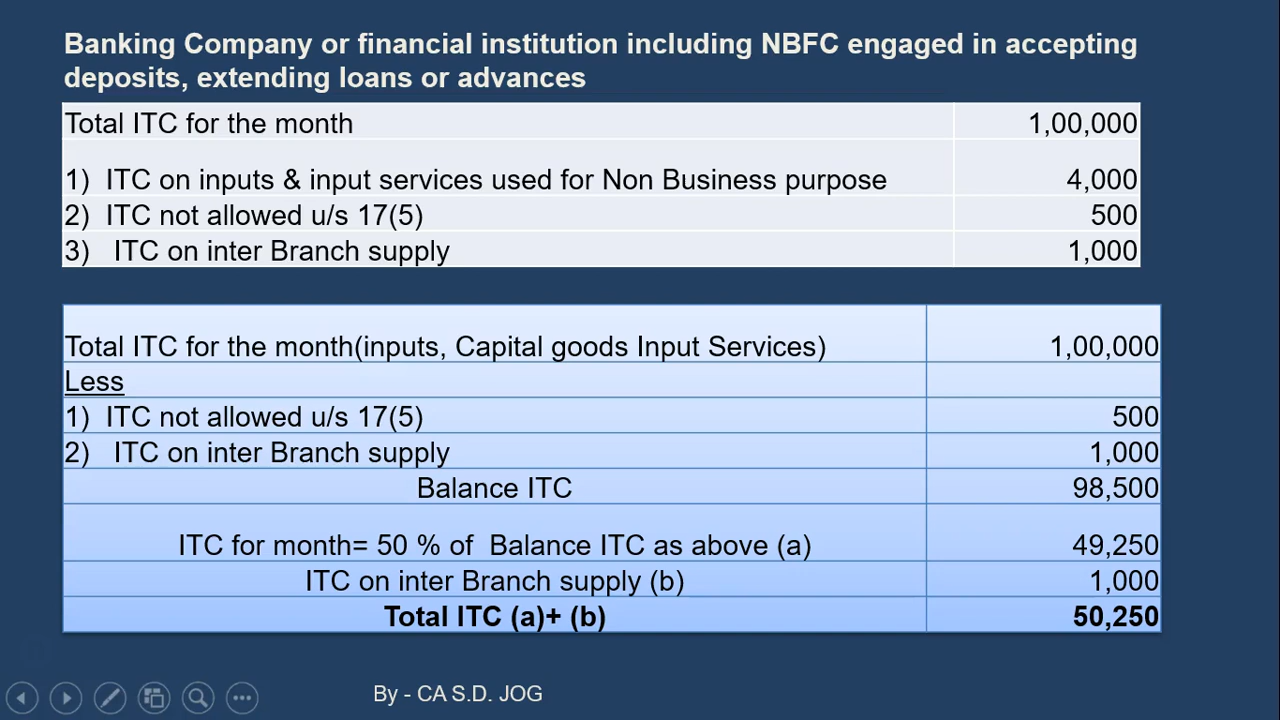 Banking Company or financial institution including NBFC engaged in accepting
deposits, extending loans or advances
Total ITC for the month 1,00,000
1) ITC on inputs & input services used for Non Business purpose 4,000
2) ITC not allowed u/s 17(5) 500
3) ITC on inter Branch supply 1,000
Total ITC for the month(inputs, Capital goods Input Services) 1,00,000
Less
1) ITC not allowed u/s 17(5) 500
2) ITC on inter Branch supply 1,000
Balance ITC 98,500
ITC for month= 50 % of Balance ITC as above (a) 49,250
ITC on inter Branch supply (b) 1,000
Total ITC (a)+ (b) 50,250
By - CA S.D. JOG